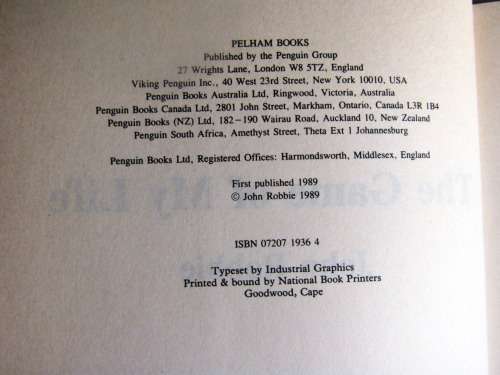 PELHAM BOOKS
Published by the Penguin Group
27 Wrights Lane, London W8 5TZ, England
Viking Penguin Inc., 40 West 23rd Street, New York 10010, USA
Penguin Books Australia Ltd, Ringwood, Victoria, Australia
Penguin Books Canada Ltd, 2801 John Street, Markham, Ontario, Canada L3R 1B4
Penguin Books (NZ) Ltd, 182–190 Wairau Road, Auckland 10, New Zealand
Penguin South Africa, Amethyst Street, Theta Ext 1 Johannesburg
Penguin Books Ltd, Registered Offices: Harmondsworth, Middlesex, England
First published 1989
© John Robbie 1989
ISBN 07207 1936 4
Typeset by Industrial Graphics
Printed & bound by National Book Printers
Goodwood, Cape